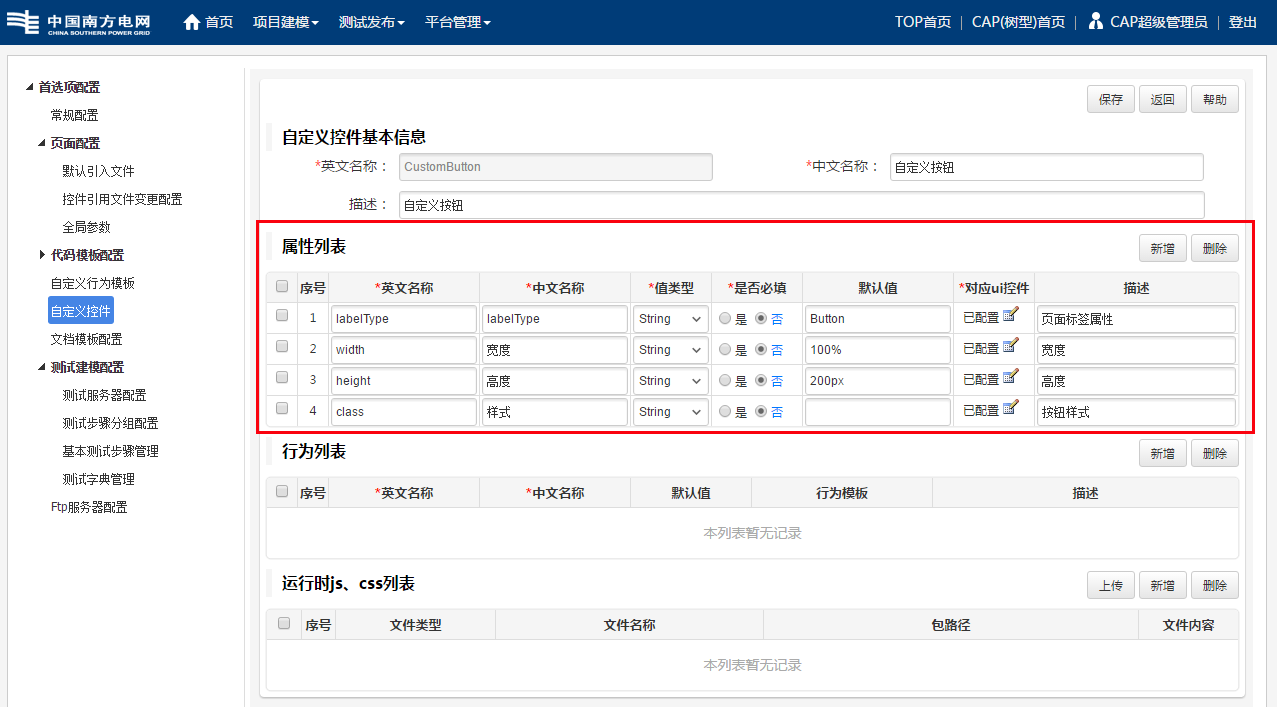 中国南方电网
CHINA SOUTHERN POWER GRID
首页 项目建模 测试发布 平台管理 TOP首页 | CAP(树型)首页 | CAP超级管理员 | 登出
首选项配置
常规配置
页面配置
默认引入文件
控件引用文件变更配置
全局参数
代码模板配置
自定义行为模板
自定义控件
文档模板配置
测试建模配置
测试服务器配置
测试步骤分组配置
基本测试步骤管理
测试字典管理
Ftp服务器配置
保存 返回 帮助
自定义控件基本信息
*英文名称： CustomButton *中文名称： 自定义按钮
描述： 自定义按钮
属性列表 新增 删除
序号 *英文名称 *中文名称 *值类型 *是否必填 默认值 *对应ui控件 描述
1 labelType labelType String 是 否 Button 已配置 页面标签属性
2 width 宽度 String 是 否 100% 已配置 宽度
3 height 高度 String 是 否 200px 已配置 高度
4 class 样式 String 是 否 已配置 按钮样式
行为列表 新增 删除
序号 *英文名称 *中文名称 默认值 行为模板 描述
本列表暂无记录
运行时js、css列表 上传 新增 删除
序号 文件类型 文件名称 包路径 文件内容
本列表暂无记录